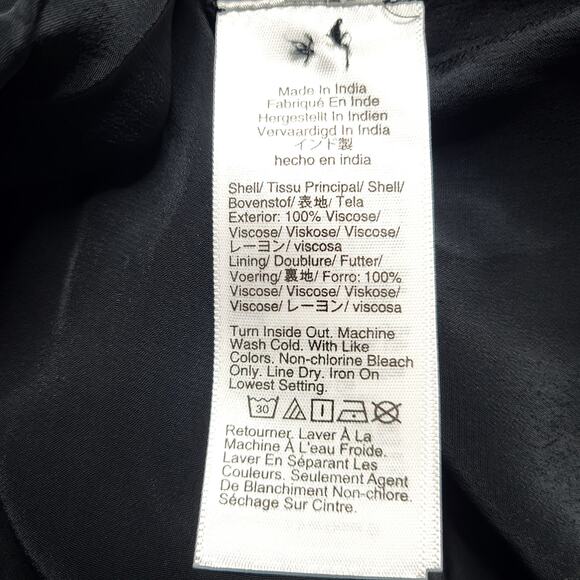 Made In India
Fabriqué En Inde
Hergestellt In Indien
Vervaardigd In India
インド製
hecho en india
Shell/ Tissu Principal/ Shell/
Bovenstof/ 表地/ Tela
Exterior: 100% Viscose/
Viscose/ Viskose/ Viscose/
レーヨン/ viscosa
Lining/ Doublure/ Futter/
Voering/ 裏地/ Forro: 100%
Viscose/ Viscose/ Viskose/
Viscose/ レーヨン/ viscosa
Turn Inside Out. Machine
Wash Cold. With Like
Colors. Non-chlorine Bleach
Only. Line Dry. Iron On
Lowest Setting.
30
Retourner. Laver À La
Machine À L'eau Froide.
Laver En Séparant Les
Couleurs. Seulement Agent
De Blanchiment Non-chlore.
Séchage Sur Cintre.